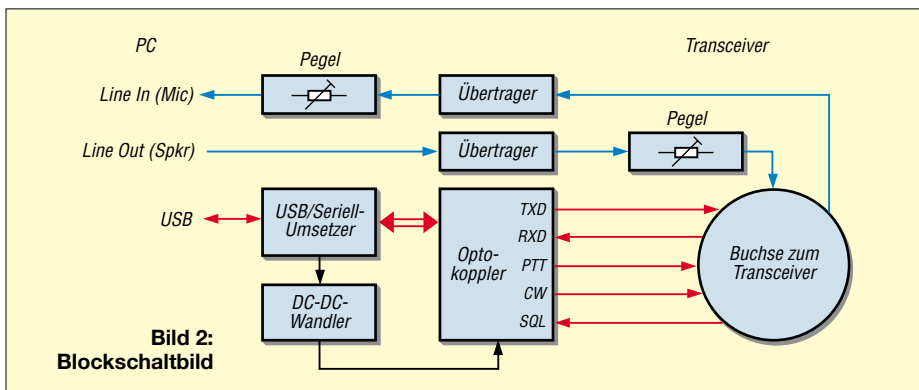 PC
Transceiver
Pegel
Line In (Mic)
Übertrager
Pegel
Line Out (Spkr)
Übertrager
USB
USB/Seriell-
Umsetzer
Opto-
koppler
TXD
RXD
PTT
CW
SQL
Buchse zum
Transceiver
DC-DC-
Wandler
Bild 2:
Blockschaltbild